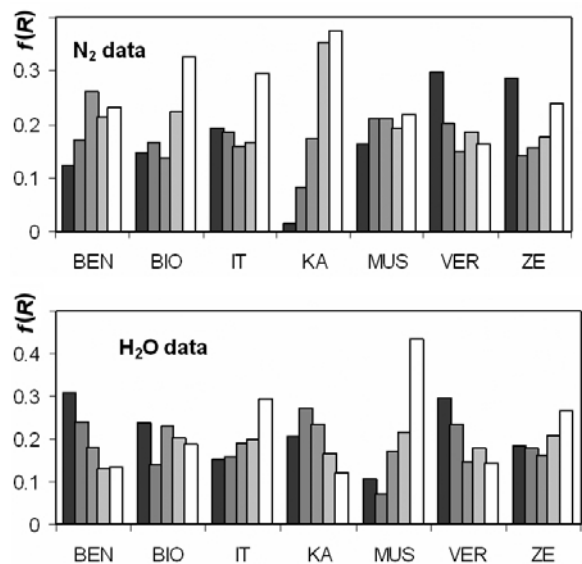 f(R)
N₂ data
0.3
0.2
0.1
0
BEN BIO IT KA MUS VER ZE
f(R)
H₂O data
0.4
0.3
0.2
0.1
0
BEN BIO IT KA MUS VER ZE